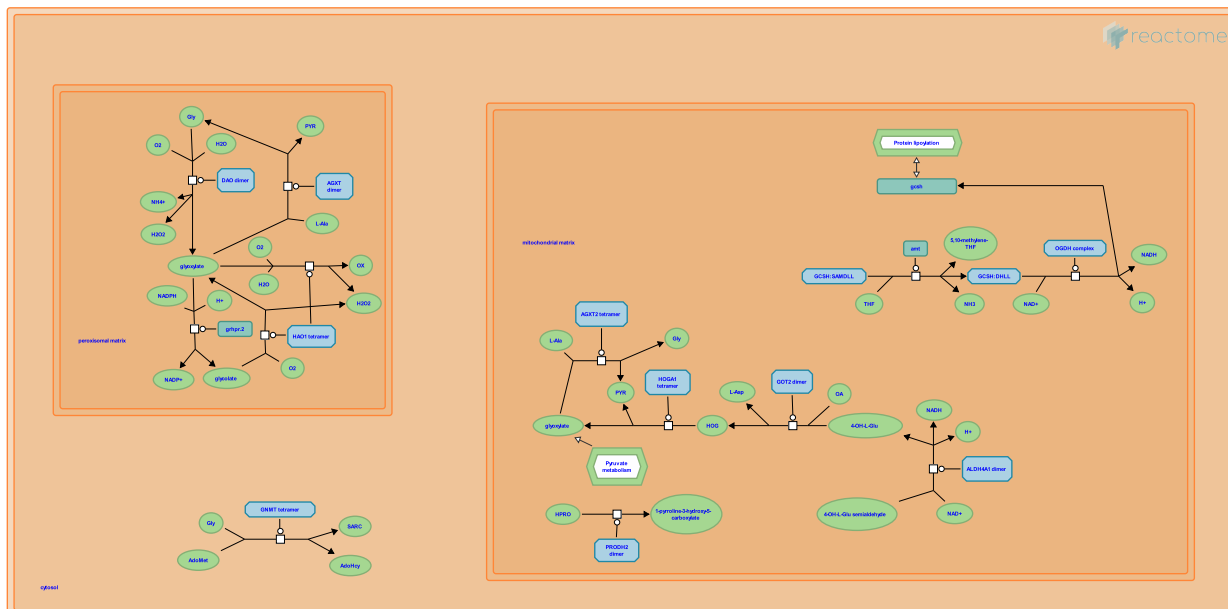 reactome
Gly
PYR
O2
H2O
DAO dimer
AGXT
dimer
NH4+
L-Ala
H2O2
O2
glyoxylate
OX
H2O
NADPH
H+
H2O2
grhpr.2
HAO1 tetramer
peroxisomal matrix
O2
NADP+
glycolate
Protein lipoylation
gcsh
mitochondrial matrix
5,10-methylene-
THF
amt
OGDH complex
NADH
GCSH:SAMDLL
GCSH:DHLL
THF
NH3
NAD+
H+
AGXT2 tetramer
L-Ala
Gly
HOGA1
tetramer
GOT2 dimer
PYR
L-Asp
OA
NADH
glyoxylate
HOG
4-OH-L-Glu
H+
Pyruvate
metabolism
ALDH4A1 dimer
HPRO
1-pyrroline-3-hydroxy-5-
carboxylate
4-OH-L-Glu semialdehyde
NAD+
PRODH2
dimer
GNMT tetramer
Gly
SARC
AdoMet
AdoHcy
cytosol